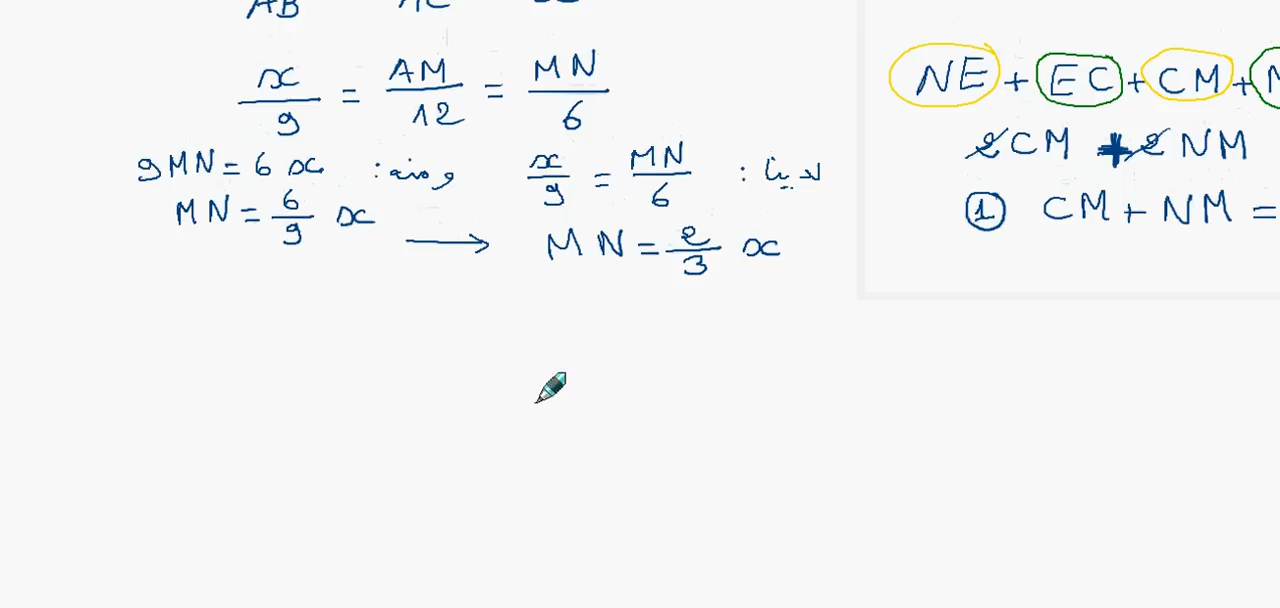 x/9 = AM/12 = MN/6
لدينا : x/9 = MN/6 ومنه : 9MN = 6x
MN = 6/9 x
→ MN = 2/3 x
NE + EC + CM +
2CM + 2NM
① CM + NM =